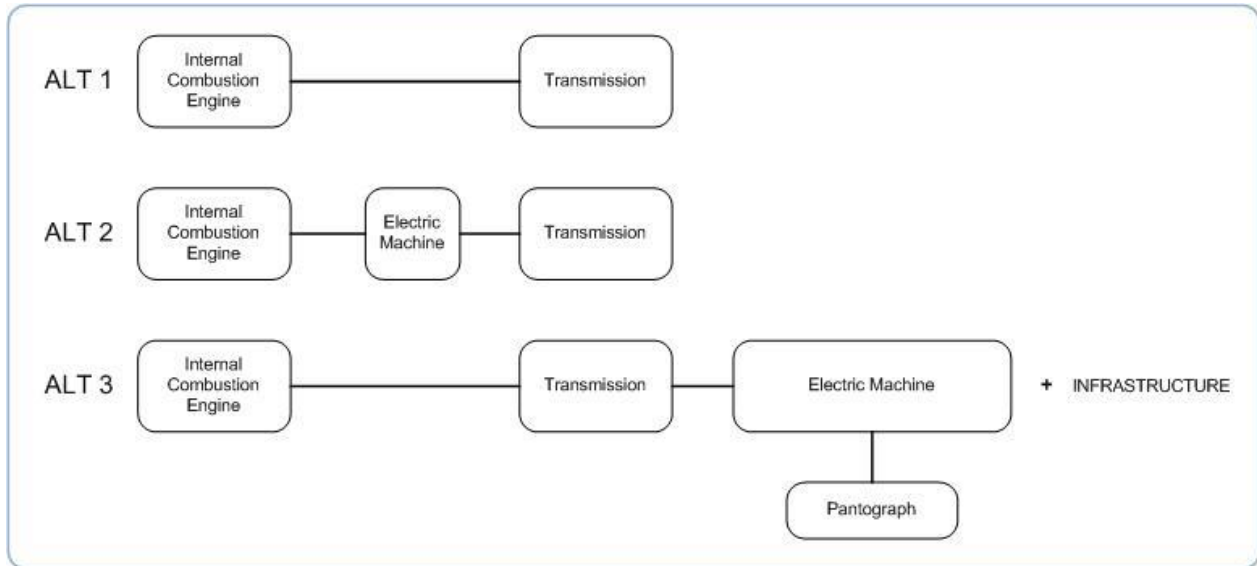 ALT 1
Internal
Combustion
Engine
Transmission
ALT 2
Internal
Combustion
Engine
Electric
Machine
Transmission
ALT 3
Internal
Combustion
Engine
Transmission
Electric Machine
+ INFRASTRUCTURE
Pantograph